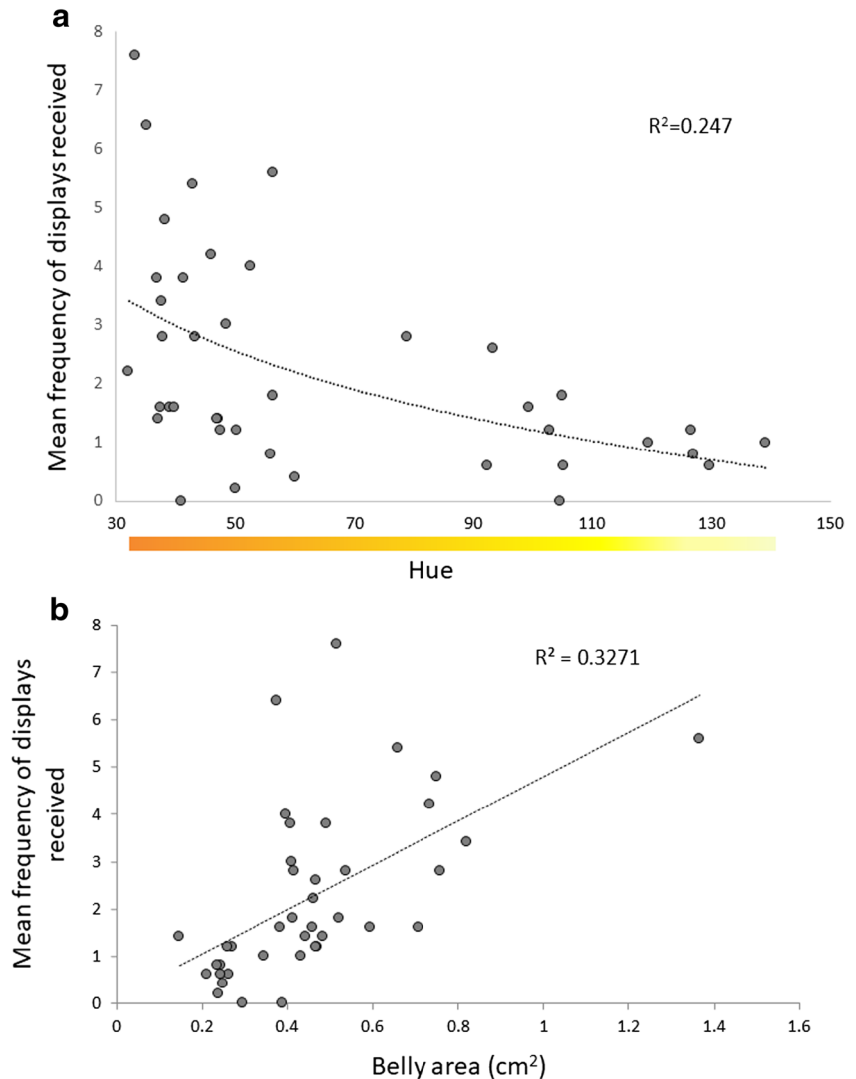 a
8
7
6
5
4
3
2
1
0
Mean frequency of displays received
R²=0.247
30 50 70 90 110 130 150
Hue
b
8
7
6
5
4
3
2
1
0
Mean frequency of displays
received
R² = 0.3271
0 0.2 0.4 0.6 0.8 1 1.2 1.4 1.6
Belly area (cm²)